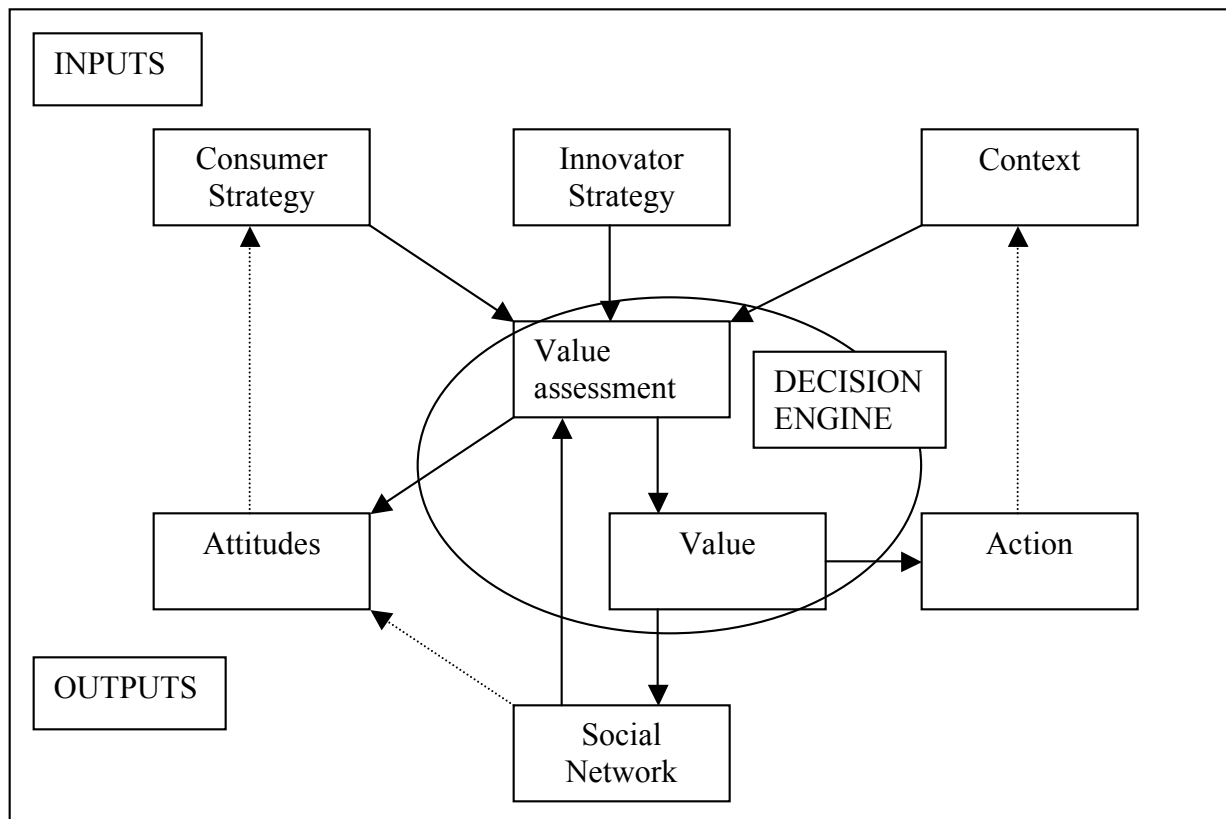 INPUTS
Consumer
Strategy
Innovator
Strategy
Context
Value
assessment
DECISION
ENGINE
Attitudes
Value
Action
OUTPUTS
Social
Network